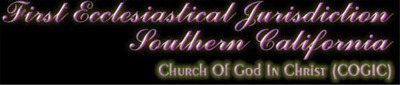 First Ecclesiastical Jurisdiction
Southern California
Church Of God In Christ (COGIC)